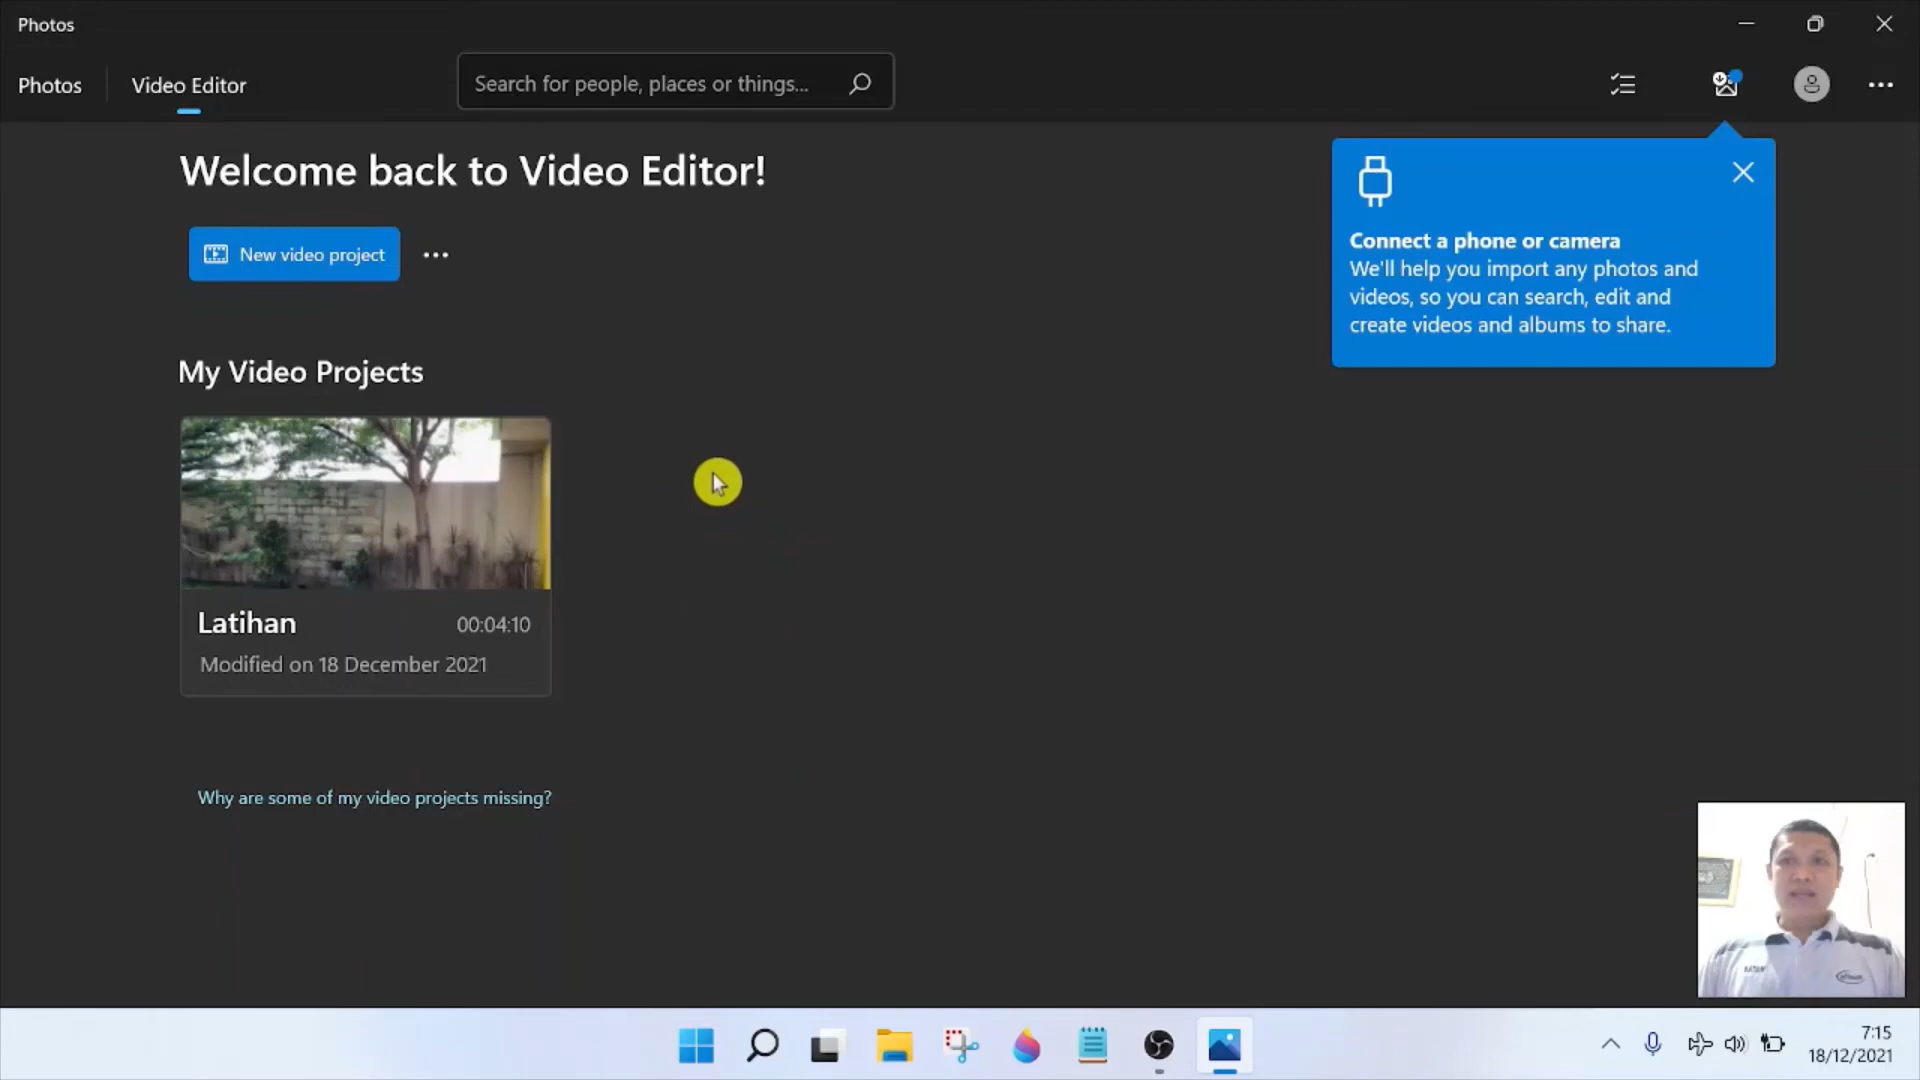 Photos
Photos
Video Editor
Search for people, places or things...
Welcome back to Video Editor!
New video project
Connect a phone or camera
We'll help you import any photos and
videos, so you can search, edit and
create videos and albums to share.
My Video Projects
Latihan
00:04:10
Modified on 18 December 2021
Why are some of my video projects missing?
7:15
18/12/2021